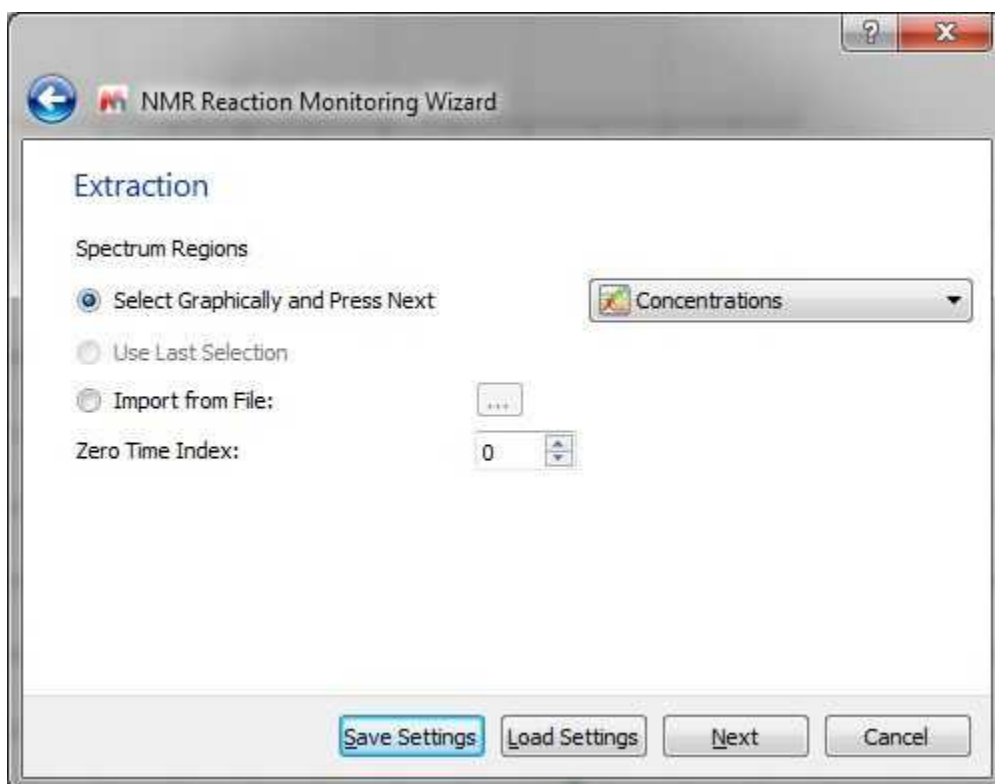 ?
X
NMR Reaction Monitoring Wizard
Extraction
Spectrum Regions
Select Graphically and Press Next
Concentrations
Use Last Selection
Import from File:
...
Zero Time Index:
0
Save Settings
Load Settings
Next
Cancel